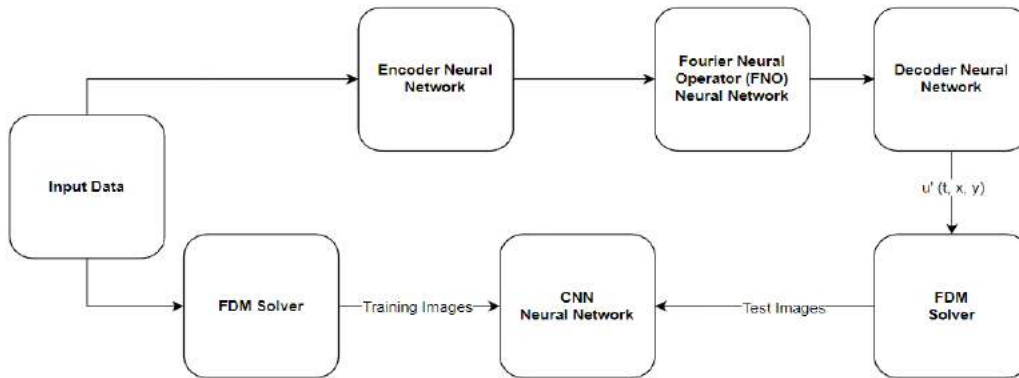 Encoder Neural
Network
Fourier Neural
Operator (FNO)
Neural Network
Decoder Neural
Network
Input Data
u' (t, x, y)
FDM Solver
Training Images
CNN
Neural Network
Test Images
FDM
Solver